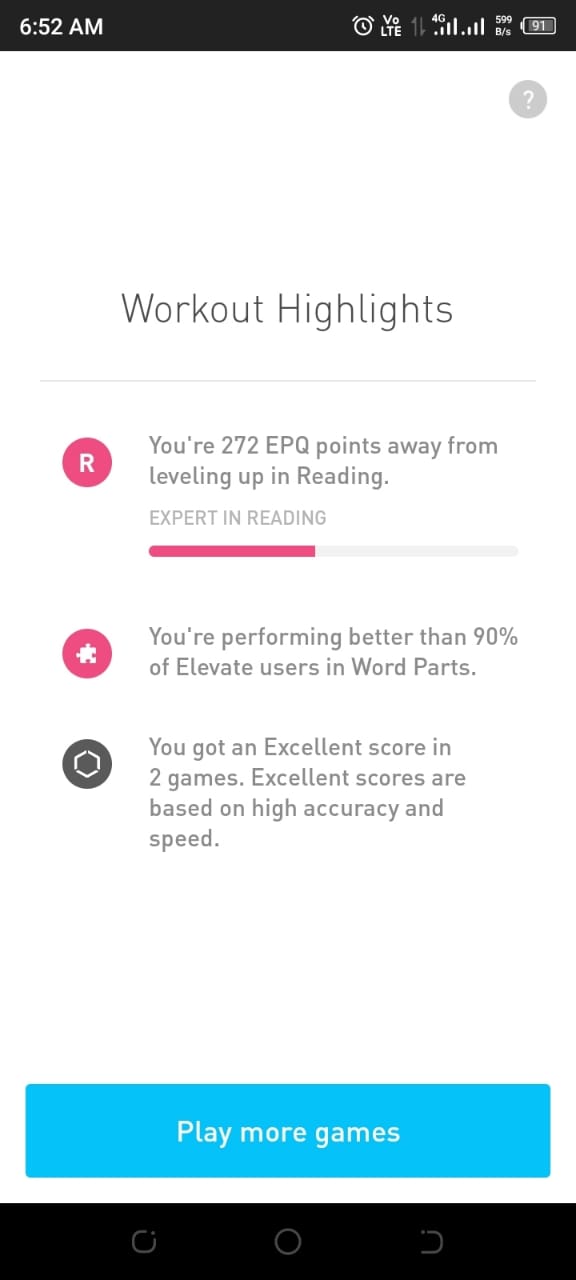 6:52 AM
Vo LTE 4G 599 B/s 91
?
Workout Highlights
R
You're 272 EPQ points away from
leveling up in Reading.
EXPERT IN READING
You're performing better than 90%
of Elevate users in Word Parts.
You got an Excellent score in
2 games. Excellent scores are
based on high accuracy and
speed.
Play more games